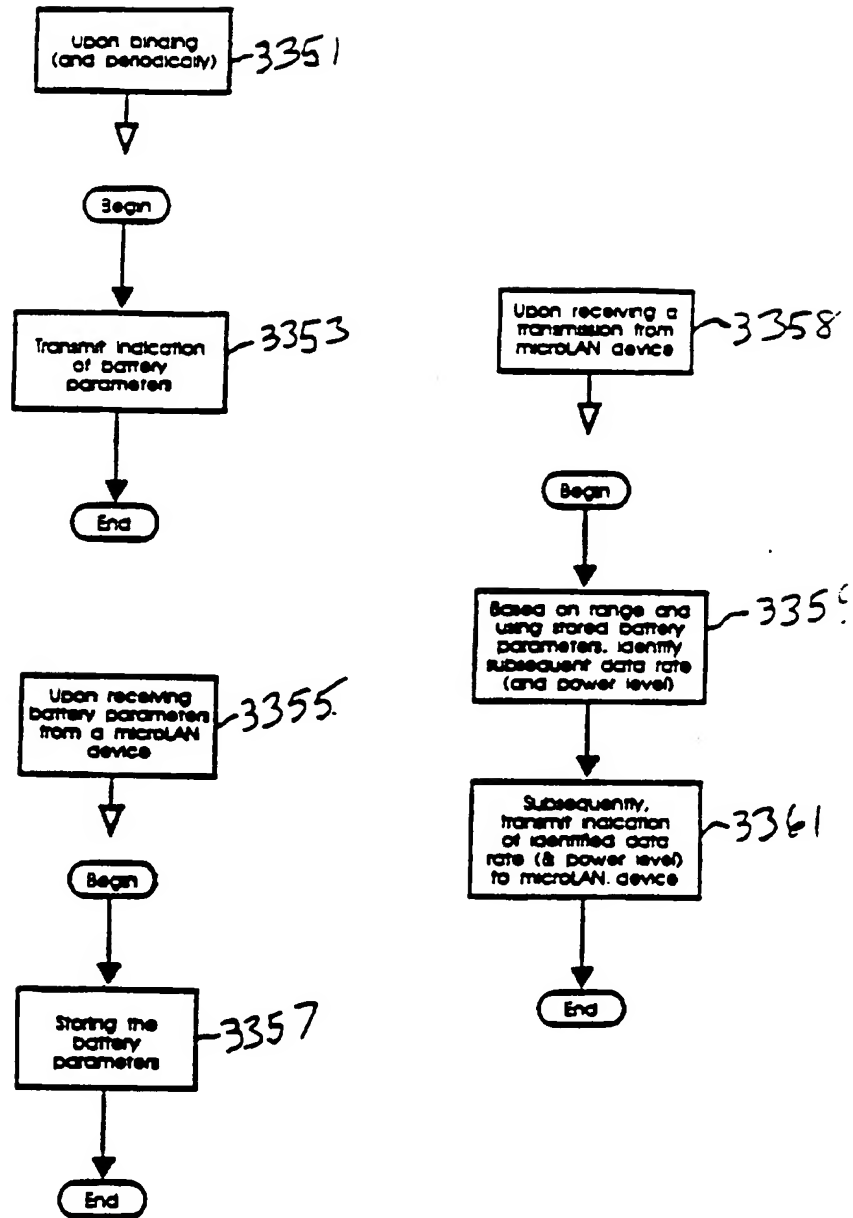 Upon binding
(and periodically)
3351
Begin
Transmit indication
of battery
parameters
3353
End
Upon receiving
battery parameters
from a microLAN
device
3355
Begin
Storing the
battery
parameters
3357
End
Upon receiving a
transmission from
microLAN device
3358
Begin
Based on range and
using stored battery
parameters, identify
subsequent data rate
(and power level)
Subsequently,
transmit indication
of identified data
rate (& power level)
to microLAN device
3361
End